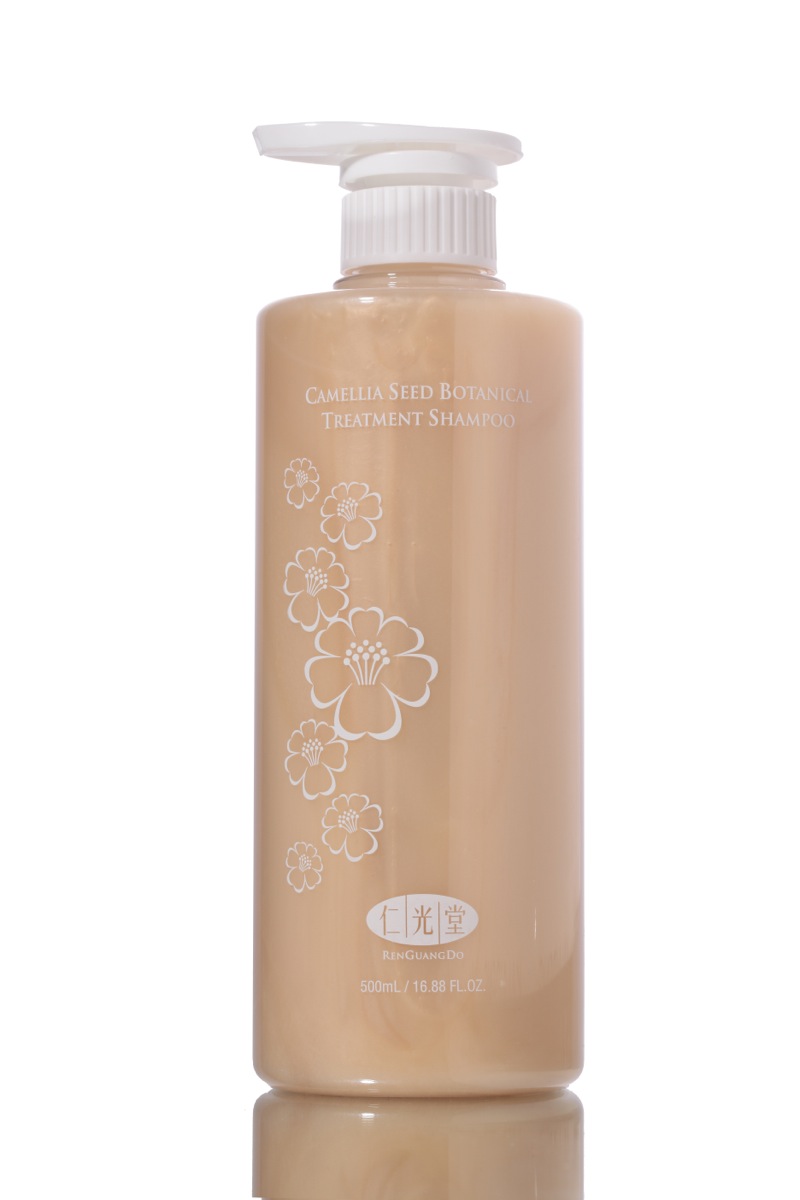 Camellia Seed Botanical
Treatment Shampoo
仁光堂
RenGuangDo
500mL / 16.88 FL.OZ.